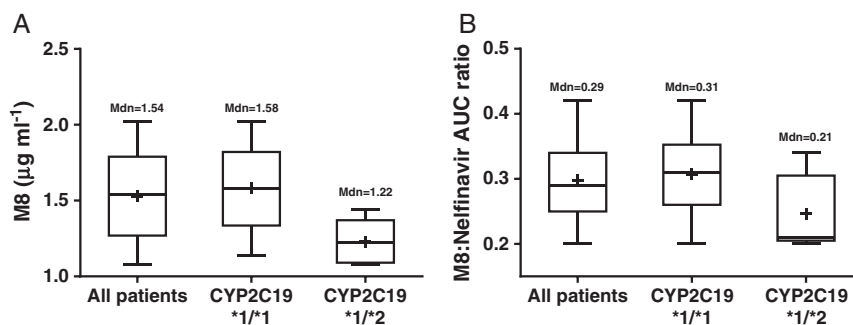 A
M8 (μg ml-1)
2.5
2.0
1.5
1.0
Mdn=1.54
Mdn=1.58
Mdn=1.22
All patients
CYP2C19
*1/*1
CYP2C19
*1/*2
B
M8:Nelfinavir AUC ratio
0.5
0.4
0.3
0.2
Mdn=0.29
Mdn=0.31
Mdn=0.21
All patients
CYP2C19
*1/*1
CYP2C19
*1/*2